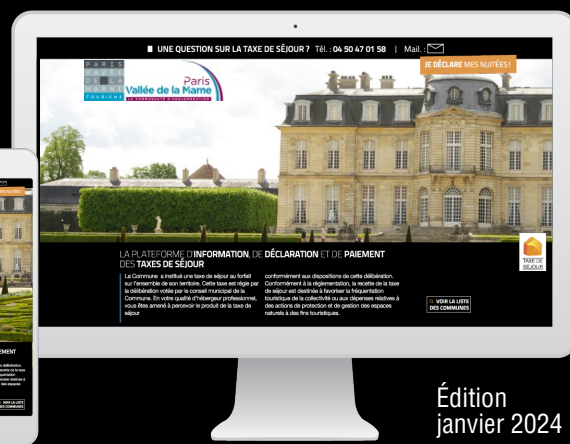 UNE QUESTION SUR LA TAXE DE SÉJOUR ? Tél. : 04 50 47 01 58 | Mail. :
JE DÉCLARE MES NUITÉES !
PARIS
VALLÉE
DE LA
MARNE
TOURISME
Paris
Vallée de la Marne
LA COMMUNAUTÉ D'AGGLOMÉRATION
LA PLATEFORME D'INFORMATION, DE DÉCLARATION ET DE PAIEMENT
DES TAXES DE SÉJOUR
La Commune a institué une taxe de séjour au forfait
sur l'ensemble de son territoire. Cette taxe est régie par
la délibération votée par le conseil municipal de la
Commune. En votre qualité d'hébergeur professionnel,
vous êtes amené à percevoir le produit de la taxe de
séjour
conformément aux dispositions de cette délibération.
Conformément à la réglementation, la recette de la taxe
de séjour est destinée à favoriser la fréquentation
touristique de la collectivité ou aux dépenses relatives à
des actions de protection et de gestion des espaces
naturels à des fins touristiques.
TAXE DE
SÉJOUR
VOIR LA LISTE
DES COMMUNES
Édition
janvier 2024